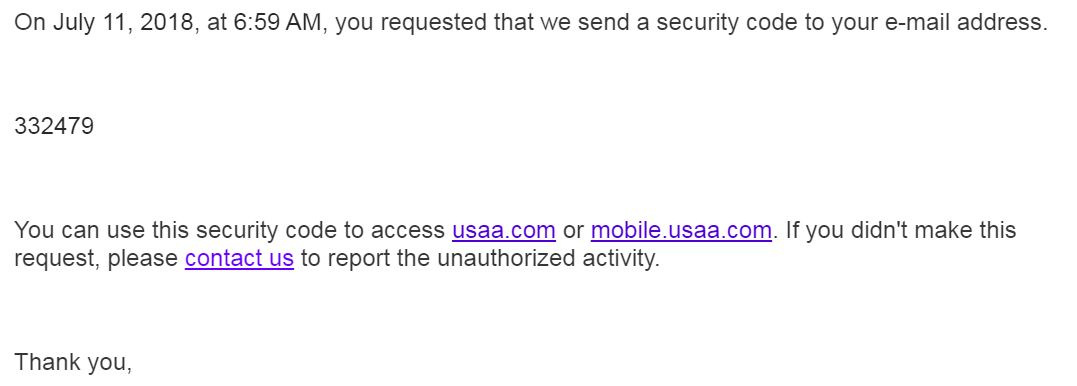 On July 11, 2018, at 6:59 AM, you requested that we send a security code to your e-mail address.
332479
You can use this security code to access usaa.com or mobile.usaa.com. If you didn't make this
request, please contact us to report the unauthorized activity.
Thank you,